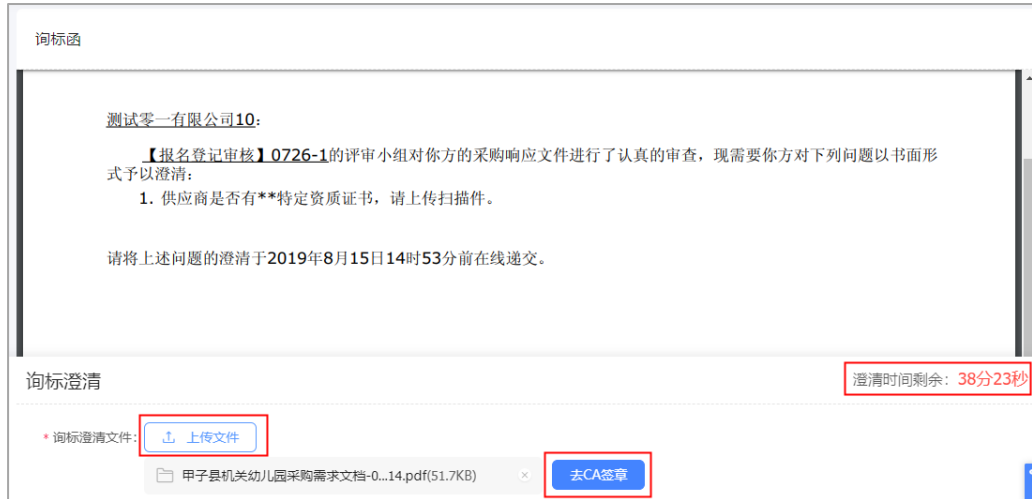 询标函
测试零一有限公司10：
【报名登记审核】0726-1的评审小组对你方的采购响应文件进行了认真的审查，现需要你方对下列问题以书面形
式予以澄清：
1. 供应商是否有**特定资质证书，请上传扫描件。
请将上述问题的澄清于2019年8月15日14时53分前在线递交。
询标澄清
澄清时间剩余：38分23秒
* 询标澄清文件： 上传文件
甲子县机关幼儿园采购需求文档-0...14.pdf(51.7KB) 去CA签章